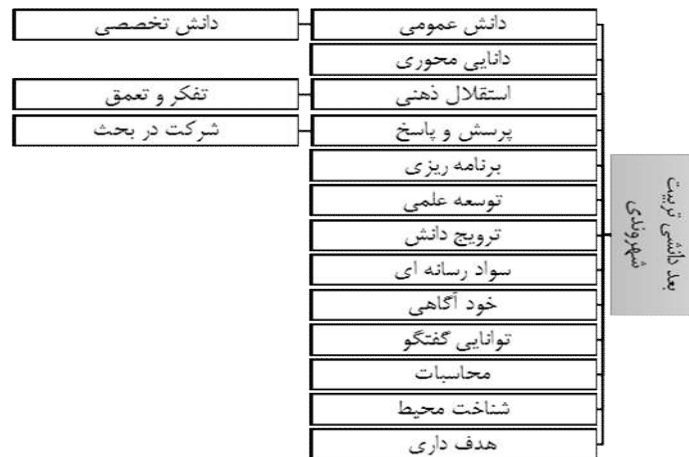 بعد دانشی تربیت
شهروندی
دانش عمومی
دانش تخصصی
دانایی محوری
استقلال ذهنی
تفکر و تعمق
پرسش و پاسخ
شرکت در بحث
برنامه ریزی
توسعه علمی
ترویج دانش
سواد رسانه ای
خود آگاهی
توانایی گفتگو
محاسبات
شناخت محیط
هدف داری